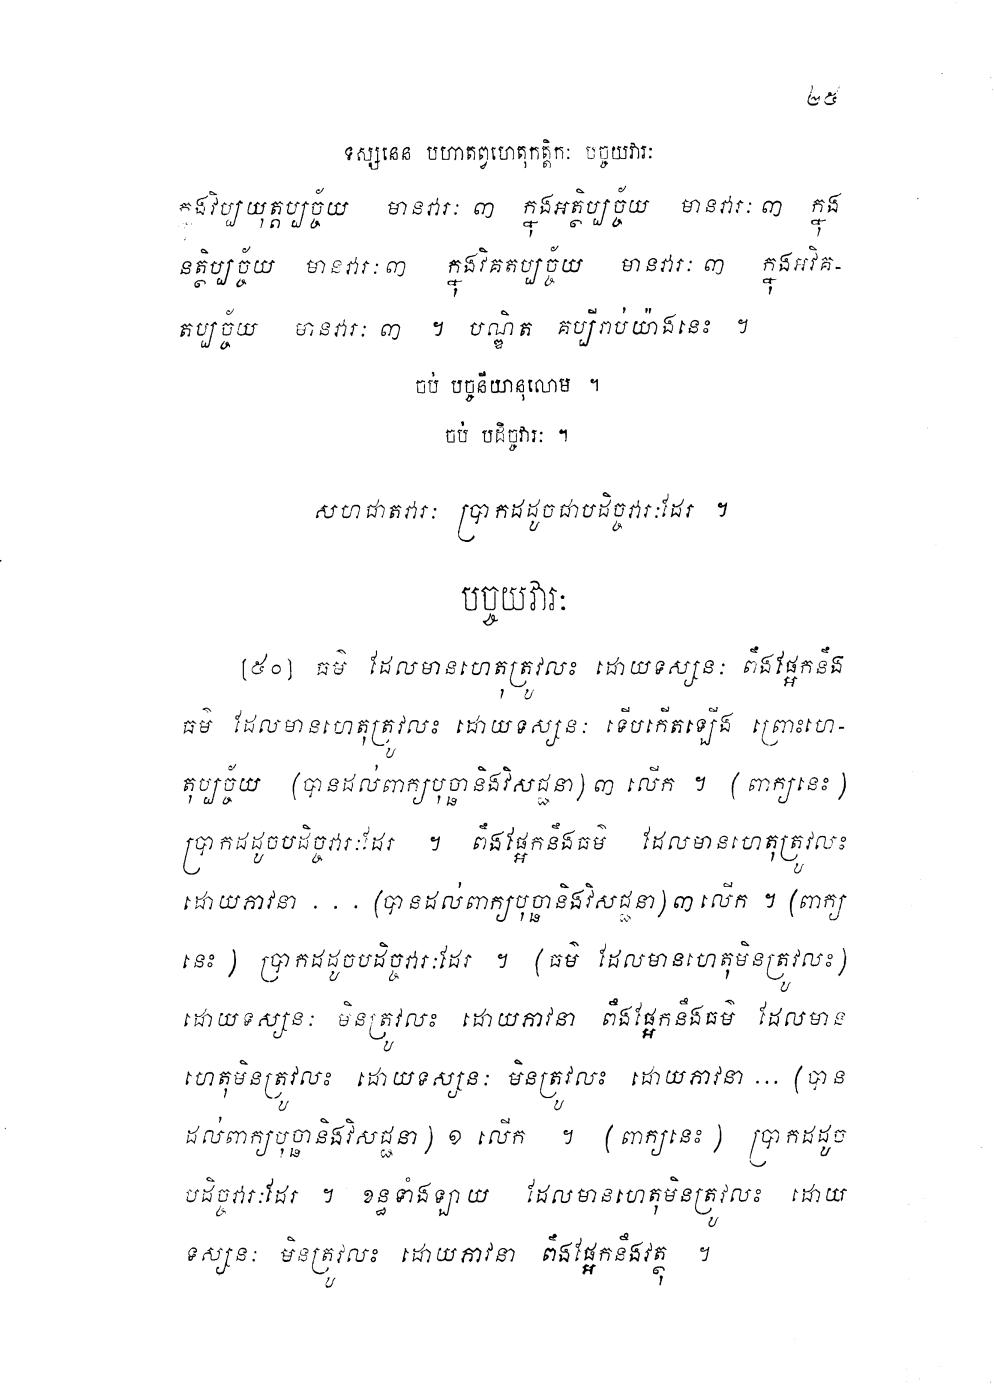 ២៥
ទស្សនេន បហាតព្វហេតុកត្តិកៈ បច្ចយវារៈ
ក្នុងវិប្បយុត្តប្បច្ច័យ មានវារៈ ៣ ក្នុងអត្ថិប្បច្ច័យ មានវារៈ ៣ ក្នុង
នត្ថិប្បច្ច័យ មានវារៈ ៣ ក្នុងវិគតប្បច្ច័យ មានវារៈ ៣ ក្នុងអវិគ-
តប្បច្ច័យ មានវារៈ ៣ ។ បណ្ឌិត គប្បីរាប់យ៉ាងនេះ ។
ចប់ បច្ចនីយានុលោម ។
ចប់ បដិច្ចវារៈ ។
សហជាតវារៈ ប្រាកដដូចជាបដិច្ចវារៈដែរ ។
បច្ចយវារៈ
[៥០] ធម៌ ដែលមានហេតុត្រូវលះ ដោយទស្សនៈ ពឹងផ្អែកនឹង
ធម៌ ដែលមានហេតុត្រូវលះ ដោយទស្សនៈ ទើបកើតឡើង ព្រោះហេ-
តុប្បច្ច័យ (បានដល់ពាក្យបុច្ឆានិងវិសជ្ជនា) ៣ លើក ។ (ពាក្យនេះ)
ប្រាកដដូចបដិច្ចវារៈដែរ ។ ពឹងផ្អែកនឹងធម៌ ដែលមានហេតុត្រូវលះ
ដោយភាវនា . . . (បានដល់ពាក្យបុច្ឆានិងវិសជ្ជនា) ៣ លើក ។ (ពាក្យ
នេះ) ប្រាកដដូចបដិច្ចវារៈដែរ ។ (ធម៌ ដែលមានហេតុមិនត្រូវលះ)
ដោយទស្សនៈ មិនត្រូវលះ ដោយភាវនា ពឹងផ្អែកនឹងធម៌ ដែលមាន
ហេតុមិនត្រូវលះ ដោយទស្សនៈ មិនត្រូវលះ ដោយភាវនា ... (បាន
ដល់ពាក្យបុច្ឆានិងវិសជ្ជនា) ១ លើក ។ (ពាក្យនេះ) ប្រាកដដូច
បដិច្ចវារៈដែរ ។ ខន្ធទាំងឡាយ ដែលមានហេតុមិនត្រូវលះ ដោយ
ទស្សនៈ មិនត្រូវលះ ដោយភាវនា ពឹងផ្អែកនឹងវត្ថុ ។